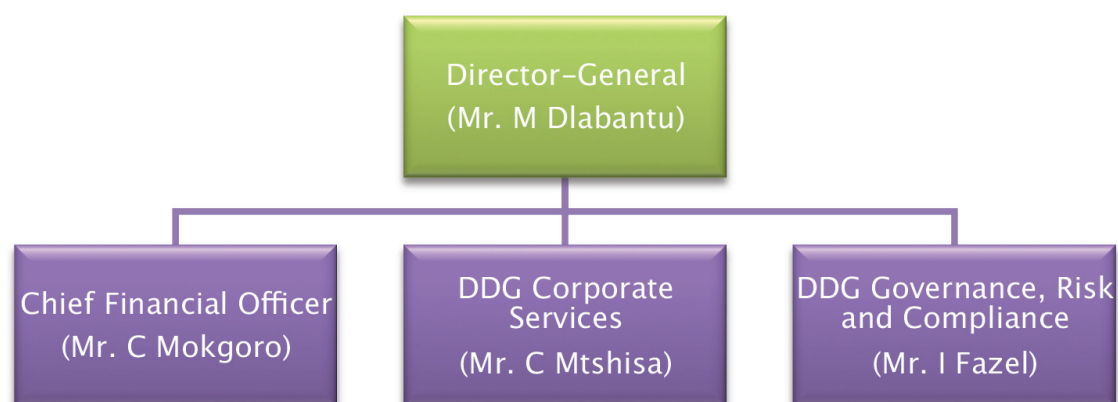 Director–General
(Mr. M Dlabantu)
Chief Financial Officer
(Mr. C Mokgoro)
DDG Corporate
Services
(Mr. C Mtshisa)
DDG Governance, Risk
and Compliance
(Mr. I Fazel)